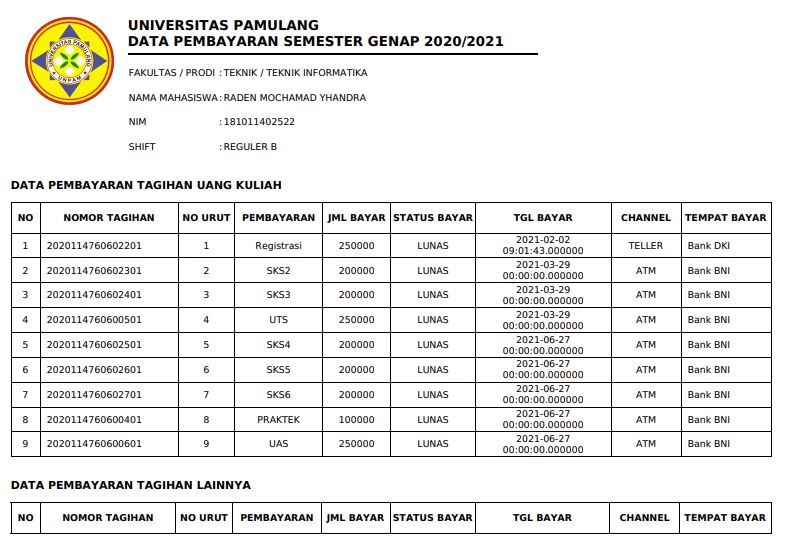 UNIVERSITAS PAMULANG
UNPAM
UNIVERSITAS PAMULANG
DATA PEMBAYARAN SEMESTER GENAP 2020/2021
FAKULTAS / PRODI : TEKNIK / TEKNIK INFORMATIKA
NAMA MAHASISWA : RADEN MOCHAMAD YHANDRA
NIM : 181011402522
SHIFT : REGULER B
DATA PEMBAYARAN TAGIHAN UANG KULIAH
NO NOMOR TAGIHAN NO URUT PEMBAYARAN JML BAYAR STATUS BAYAR TGL BAYAR CHANNEL TEMPAT BAYAR
1 2020114760602201 1 Registrasi 250000 LUNAS 2021-02-02 09:01:43.000000 TELLER Bank DKI
2 2020114760602301 2 SKS2 200000 LUNAS 2021-03-29 00:00:00.000000 ATM Bank BNI
3 2020114760602401 3 SKS3 200000 LUNAS 2021-03-29 00:00:00.000000 ATM Bank BNI
4 2020114760600501 4 UTS 250000 LUNAS 2021-03-29 00:00:00.000000 ATM Bank BNI
5 2020114760602501 5 SKS4 200000 LUNAS 2021-06-27 00:00:00.000000 ATM Bank BNI
6 2020114760602601 6 SKS5 200000 LUNAS 2021-06-27 00:00:00.000000 ATM Bank BNI
7 2020114760602701 7 SKS6 200000 LUNAS 2021-06-27 00:00:00.000000 ATM Bank BNI
8 2020114760600401 8 PRAKTEK 100000 LUNAS 2021-06-27 00:00:00.000000 ATM Bank BNI
9 2020114760600601 9 UAS 250000 LUNAS 2021-06-27 00:00:00.000000 ATM Bank BNI
DATA PEMBAYARAN TAGIHAN LAINNYA
NO NOMOR TAGIHAN NO URUT PEMBAYARAN JML BAYAR STATUS BAYAR TGL BAYAR CHANNEL TEMPAT BAYAR